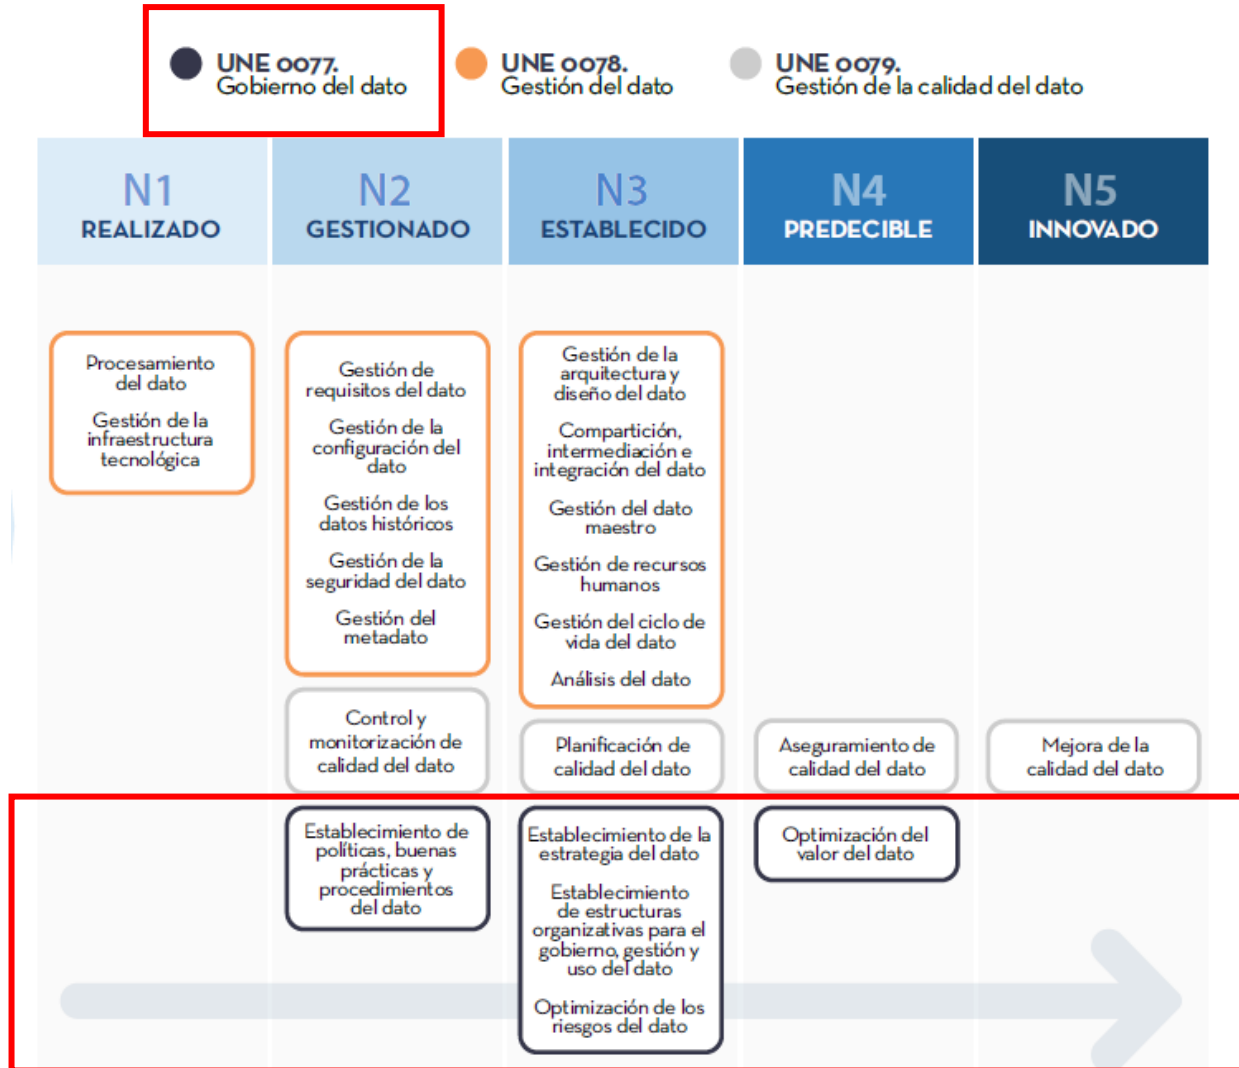 UNE 0077.
Gobierno del dato
UNE 0078.
Gestión del dato
UNE 0079.
Gestión de la calidad del dato
N1
REALIZADO
N2
GESTIONADO
N3
ESTABLECIDO
N4
PREDECIBLE
N5
INNOVADO
Procesamiento
del dato
Gestión de la
infraestructura
tecnológica
Gestión de
requisitos del dato
Gestión de la
configuración del
dato
Gestión de los
datos históricos
Gestión de la
seguridad del dato
Gestión del
metadato
Gestión de la
arquitectura y
diseño del dato
Compartición,
intermediación e
integración del dato
Gestión del dato
maestro
Gestión de recursos
humanos
Gestión del ciclo de
vida del dato
Análisis del dato
Control y
monitorización de
calidad del dato
Planificación de
calidad del dato
Aseguramiento de
calidad del dato
Mejora de la
calidad del dato
Establecimiento de
políticas, buenas
prácticas y
procedimientos
del dato
Establecimiento de la
estrategia del dato
Establecimiento
de estructuras
organizativas para el
gobierno, gestión y
uso del dato
Optimización de los
riesgos del dato
Optimización del
valor del dato